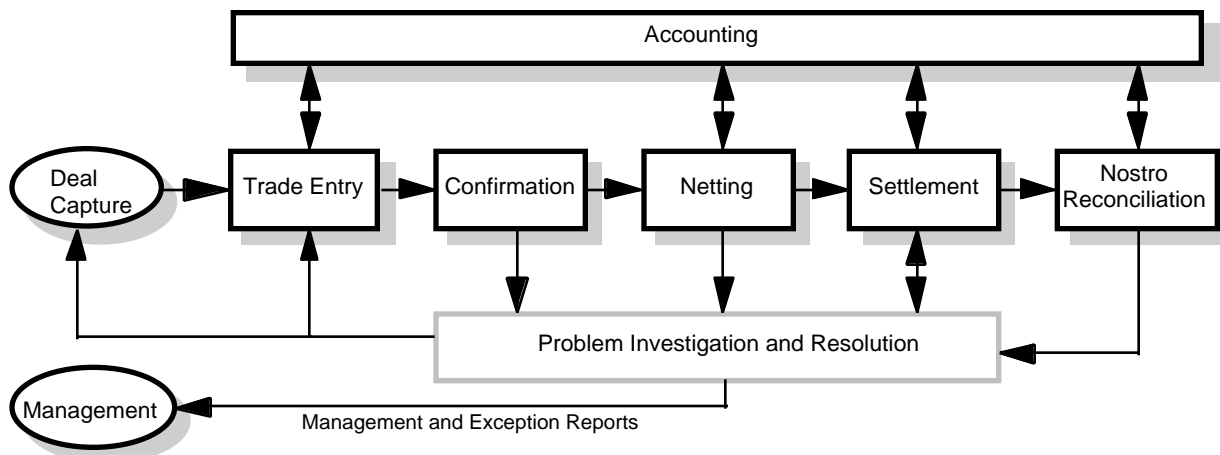 Accounting
Deal
Capture
Trade Entry
Confirmation
Netting
Settlement
Nostro
Reconciliation
Problem Investigation and Resolution
Management
Management and Exception Reports